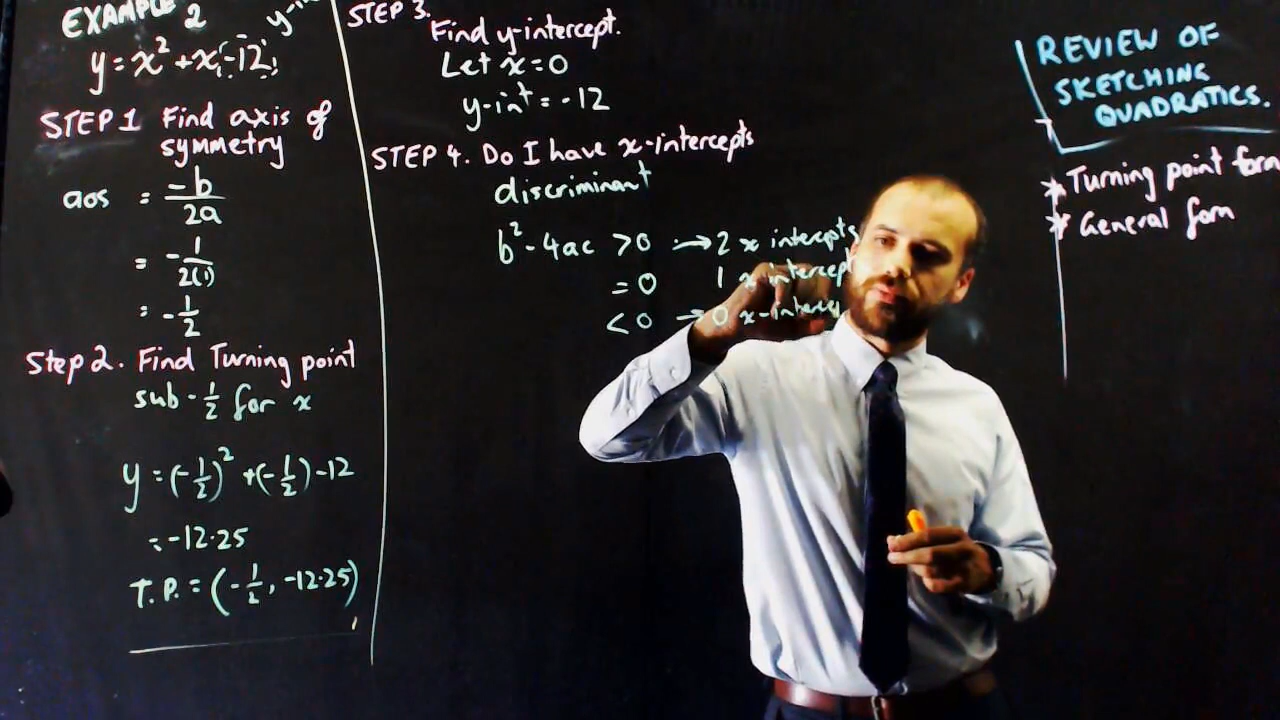 EXAMPLE 2
y = x² + x - 12
STEP 1 Find axis of
symmetry
aos = -b/2a
= -1/2(1)
= -1/2
Step 2. Find Turning point
sub -1/2 for x
y = (-1/2)² + (-1/2) - 12
= -12.25
T.P. = (-1/2, -12.25)
STEP 3.
Find y-intercept.
Let x = 0
y-int = -12
STEP 4. Do I have x-intercepts
discriminant
b² - 4ac > 0 → 2 x intercepts
= 0 1 x intercept
< 0 → 0
REVIEW OF
SKETCHING
QUADRATICS.
* Turning point form
* General form